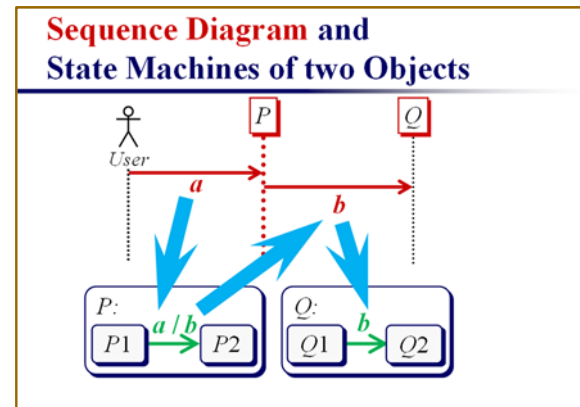 Sequence Diagram and
State Machines of two Objects
P
Q
User
a
b
P:
a / b
P1
P2
Q:
b
Q1
Q2